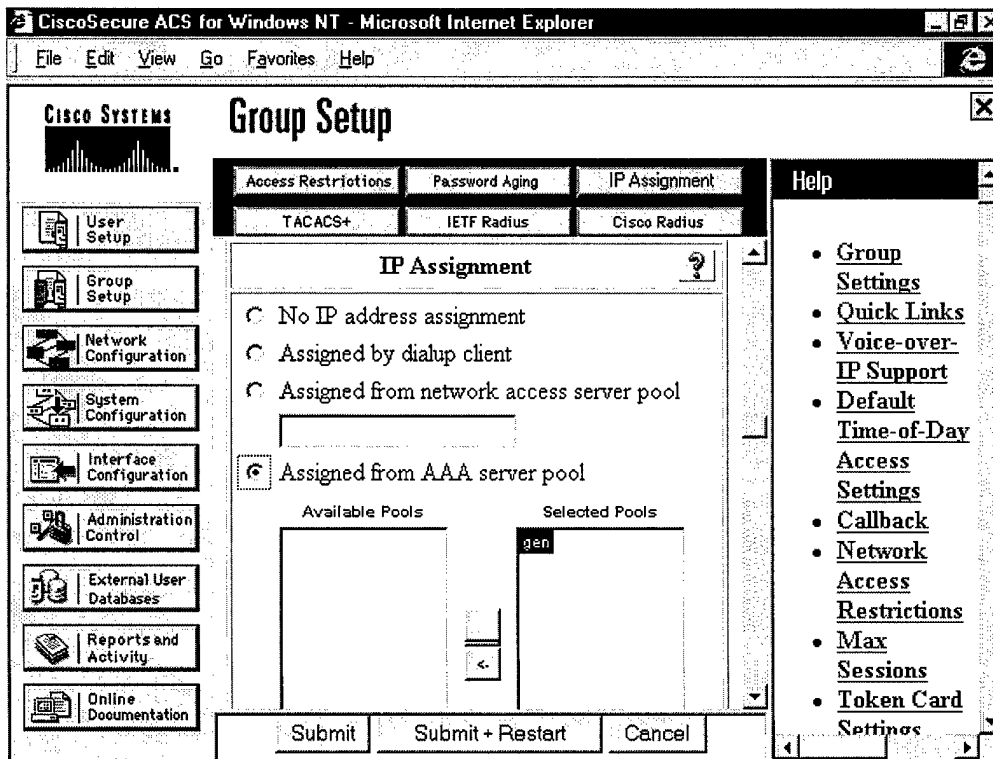 CiscoSecure ACS for Windows NT - Microsoft Internet Explorer
File Edit View Go Favorites Help
CISCO SYSTEMS
Group Setup
User
Setup
Group
Setup
Network
Configuration
System
Configuration
Interface
Configuration
Administration
Control
External User
Databases
Reports and
Activity
Online
Documentation
Access Restrictions Password Aging IP Assignment
TACACS+ IETF Radius Cisco Radius
IP Assignment ?
No IP address assignment
Assigned by dialup client
Assigned from network access server pool
Assigned from AAA server pool
Available Pools Selected Pools
gen
<-
Submit Submit + Restart Cancel
Help
• Group
Settings
• Quick Links
• Voice-over-
IP Support
• Default
Time-of-Day
Access
Settings
• Callback
• Network
Access
Restrictions
• Max
Sessions
• Token Card
Settings